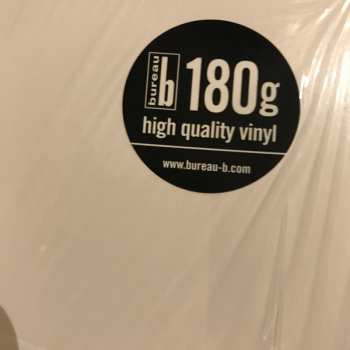 bureau b
180g
high quality vinyl
www.bureau-b.com